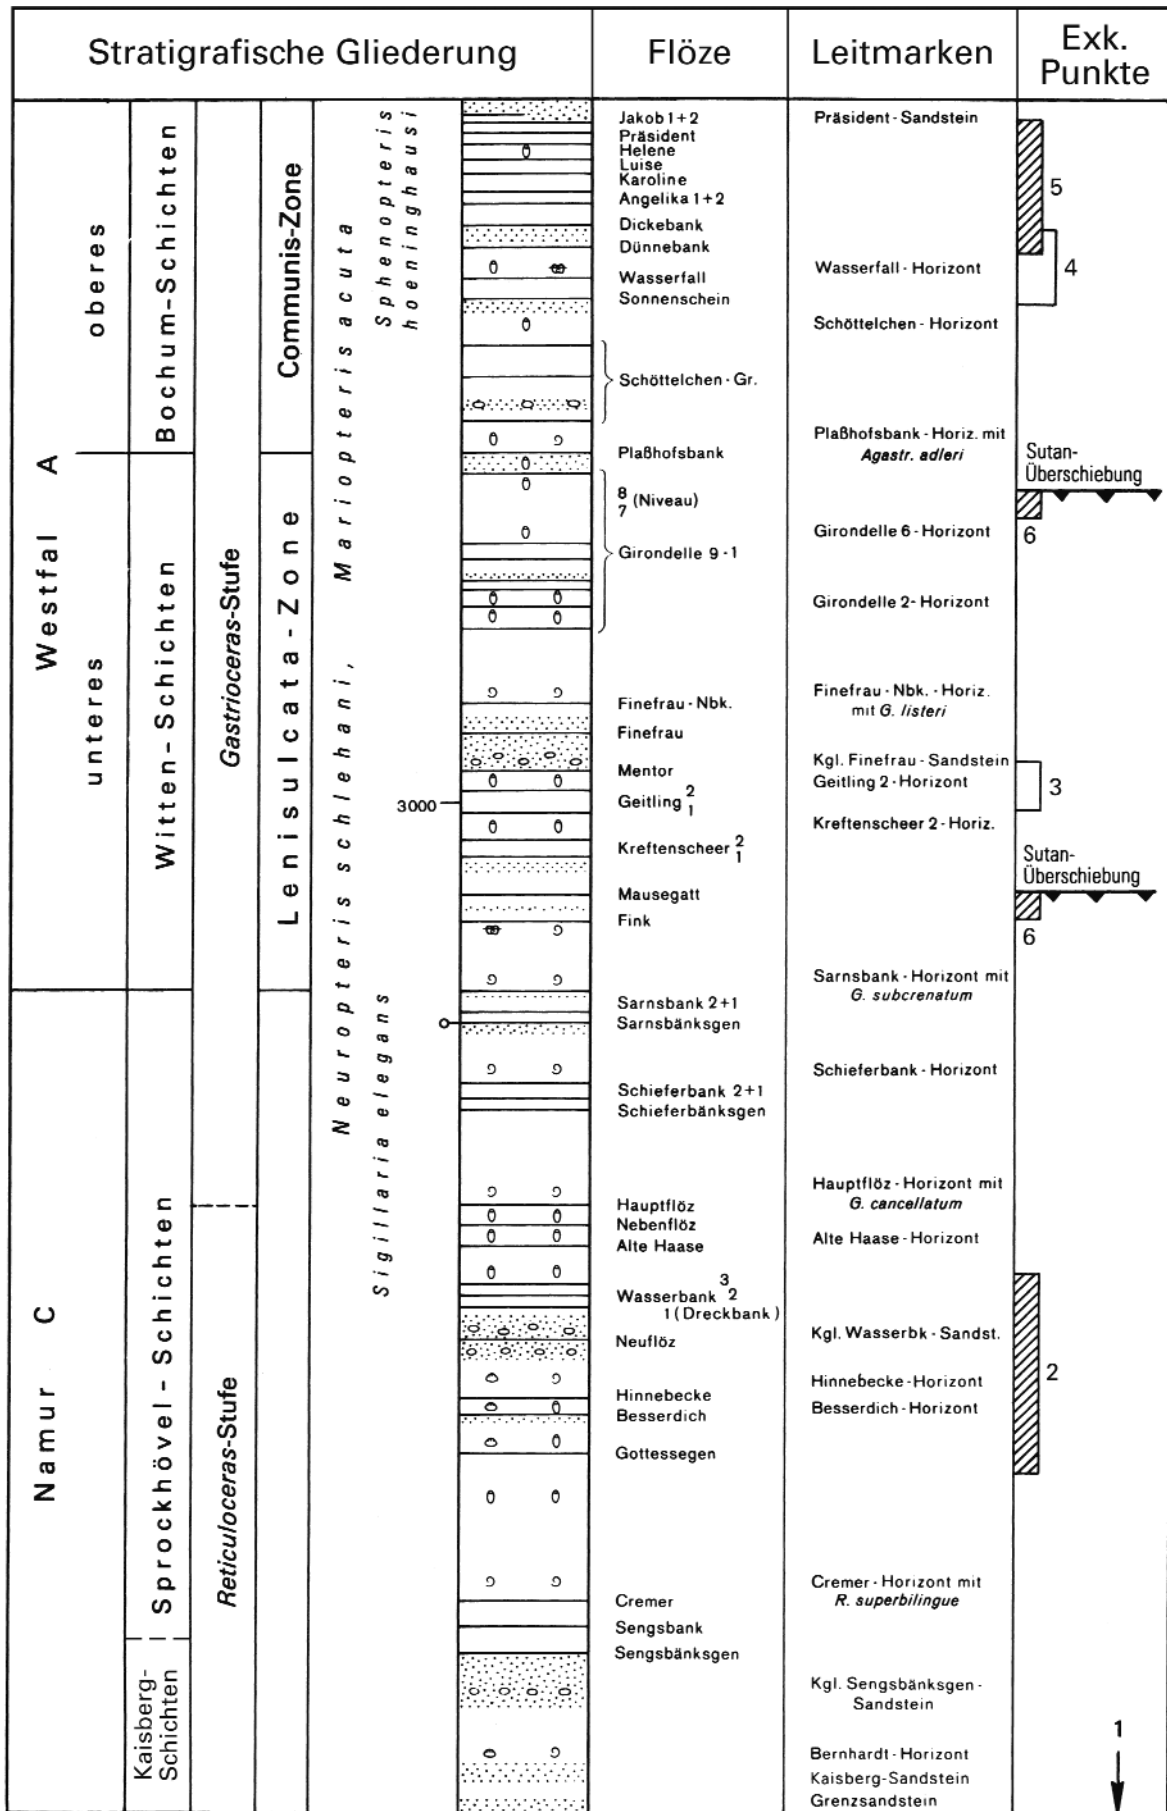 Stratigrafische Gliederung
Flöze
Leitmarken
Exk.
Punkte
Westfal A
oberes
unteres
Namur C
Bochum-Schichten
Witten-Schichten
Sprockhövel-Schichten
Kaisberg-
Schichten
Gastrioceras-Stufe
Reticuloceras-Stufe
Communis-Zone
Lenisulcata-Zone
Neuropteris schlehani, Mariopteris acuta
Sphenopteris
hoeninghausi
Sigillaria elegans
3000
Jakob 1+2
Präsident
Helene
Luise
Karoline
Angelika 1+2
Dickebank
Dünnebank
Wasserfall
Sonnenschein
Schöttelchen - Gr.
Plaßhofsbank
8
7 (Niveau)
Girondelle 9-1
Finefrau - Nbk.
Finefrau
Mentor
Geitling 2
1
Kreftenscheer 2
1
Mausegatt
Fink
Sarnsbank 2+1
Sarnsbänksgen
Schieferbank 2+1
Schieferbänksgen
Hauptflöz
Nebenflöz
Alte Haase
Wasserbank 3
2
1 (Dreckbank)
Neuflöz
Hinnebecke
Besserdich
Gottessegen
Cremer
Sengsbank
Sengsbänksgen
Präsident - Sandstein
Wasserfall - Horizont
Schöttelchen - Horizont
Plaßhofsbank - Horiz. mit
Agastr. adleri
Girondelle 6 - Horizont
Girondelle 2 - Horizont
Finefrau - Nbk. - Horiz.
mit G. listeri
Kgl. Finefrau - Sandstein
Geitling 2 - Horizont
Kreftenscheer 2 - Horiz.
Sarnsbank - Horizont mit
G. subcrenatum
Schieferbank - Horizont
Hauptflöz - Horizont mit
G. cancellatum
Alte Haase - Horizont
Kgl. Wasserbk - Sandst.
Hinnebecke - Horizont
Besserdich - Horizont
Cremer - Horizont mit
R. superbilingue
Kgl. Sengsbänksgen -
Sandstein
Bernhardt - Horizont
Kaisberg-Sandstein
Grenzsandstein
5
4
Sutan-
Überschiebung
6
3
Sutan-
Überschiebung
6
2
1